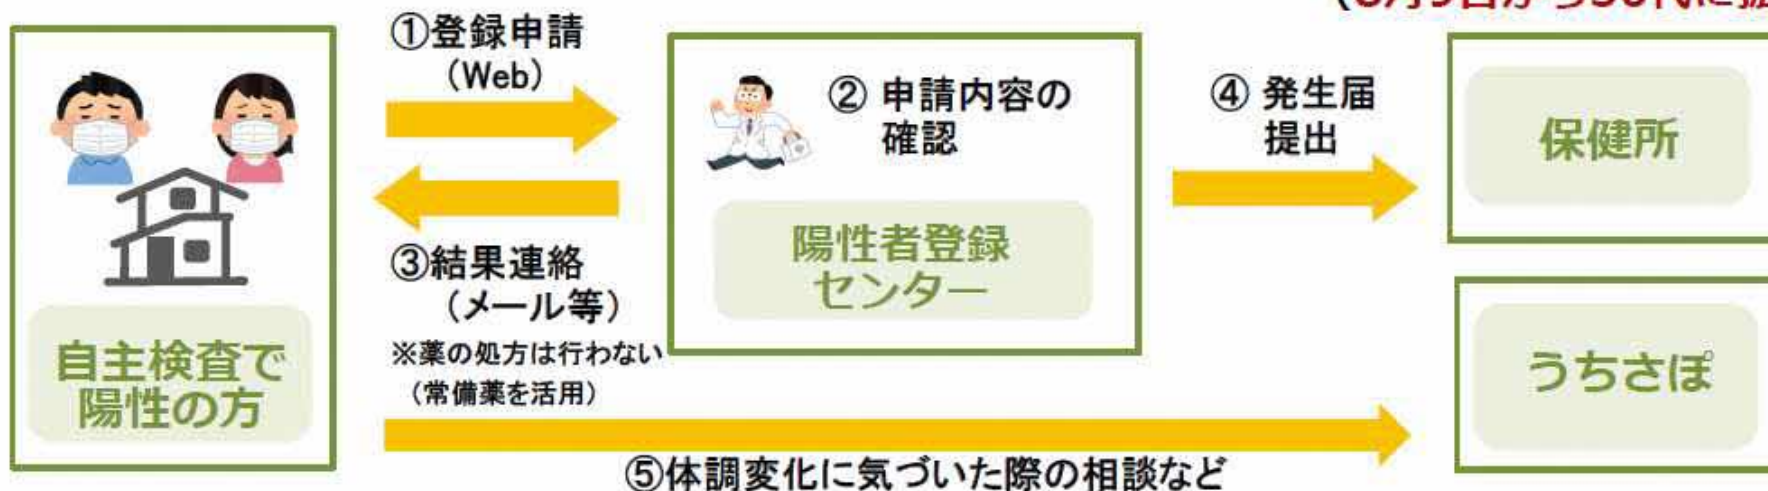 ①登録申請
（Web）
② 申請内容の
確認
陽性者登録
センター
③結果連絡
（メール等）
※薬の処方は行わない
（常備薬を活用）
④ 発生届
提出
保健所
うちさぽ
自主検査で
陽性の方
⑤体調変化に気づいた際の相談など